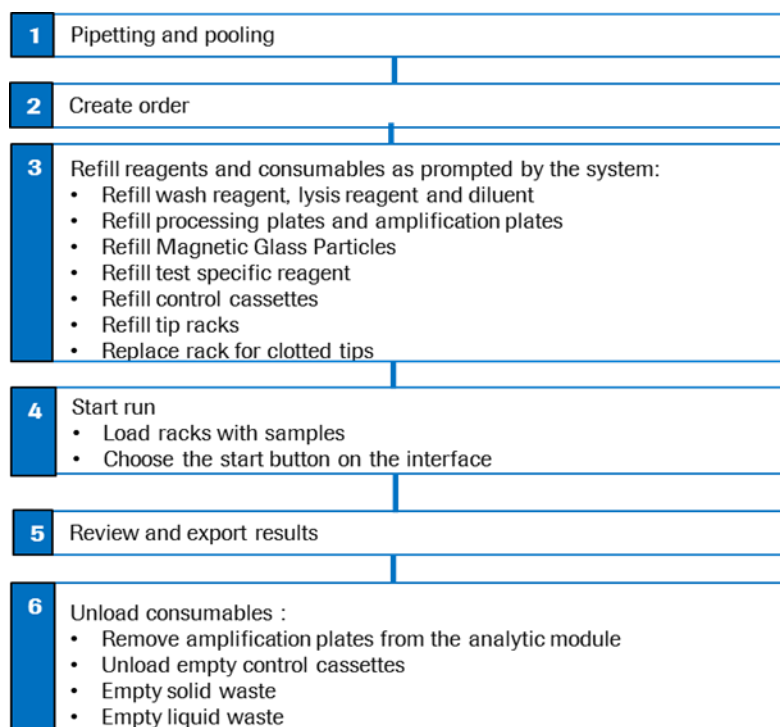 1 Pipetting and pooling
2 Create order
3 Refill reagents and consumables as prompted by the system:
• Refill wash reagent, lysis reagent and diluent
• Refill processing plates and amplification plates
• Refill Magnetic Glass Particles
• Refill test specific reagent
• Refill control cassettes
• Refill tip racks
• Replace rack for clotted tips
4 Start run
• Load racks with samples
• Choose the start button on the interface
5 Review and export results
6 Unload consumables :
• Remove amplification plates from the analytic module
• Unload empty control cassettes
• Empty solid waste
• Empty liquid waste